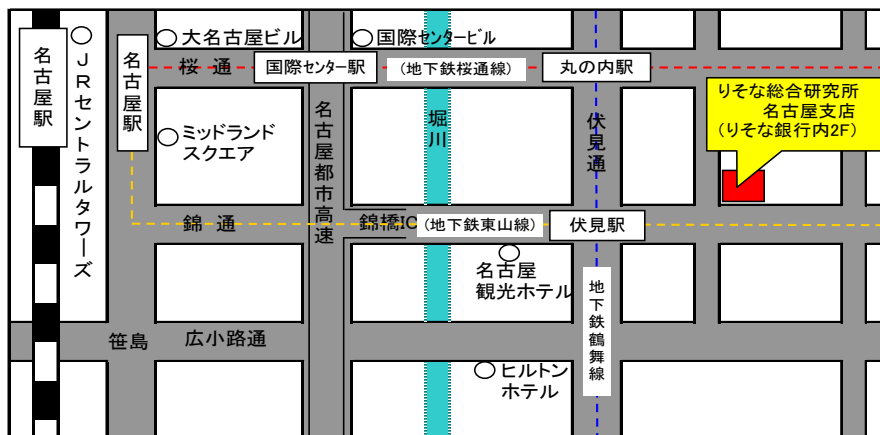 名古屋駅
JRセントラルタワーズ
名古屋駅
大名古屋ビル
国際センタービル
桜通
国際センター駅
(地下鉄桜通線)
丸の内駅
りそな総合研究所
名古屋支店
(りそな銀行内2F)
ミッドランド
スクエア
名古屋都市高速
堀川
伏見通
錦通
錦橋IC
(地下鉄東山線)
伏見駅
名古屋
観光ホテル
地下鉄鶴舞線
笹島
広小路通
ヒルトン
ホテル